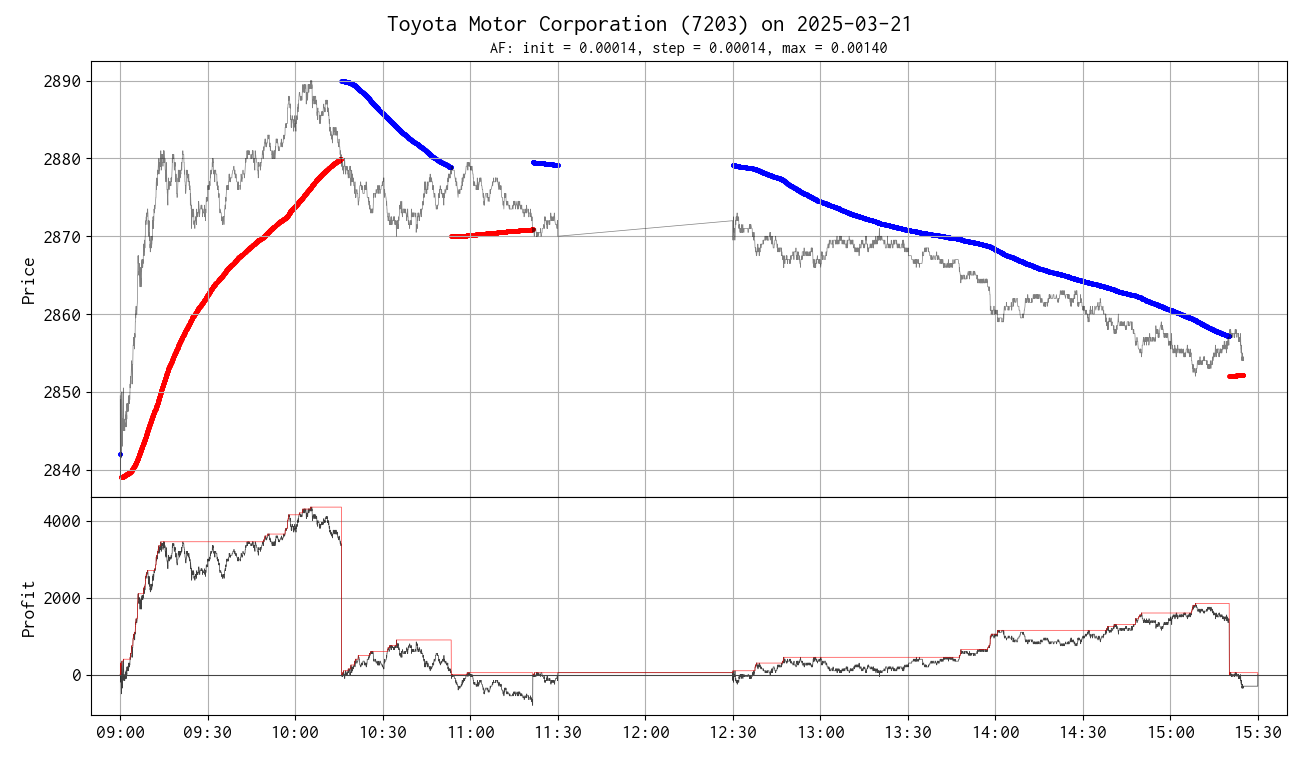 Toyota Motor Corporation (7203) on 2025-03-21
AF: init = 0.00014, step = 0.00014, max = 0.00140
Price
2890
2880
2870
2860
2850
2840
Profit
4000
2000
0
09:00 09:30 10:00 10:30 11:00 11:30 12:00 12:30 13:00 13:30 14:00 14:30 15:00 15:30